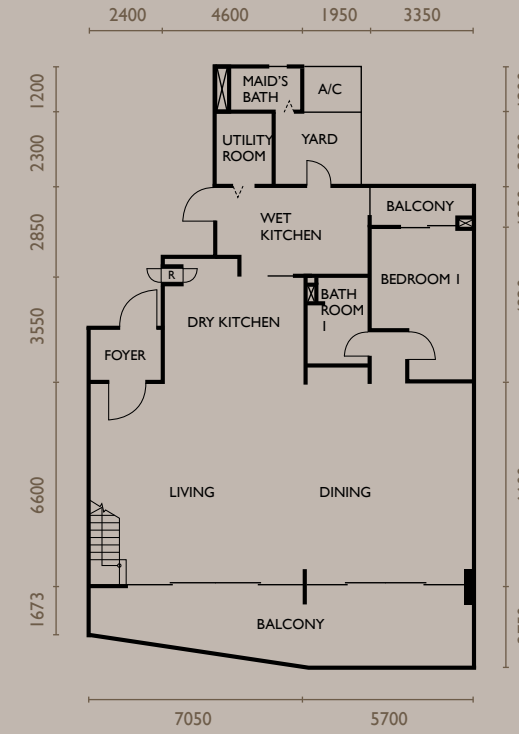 2400 4600 1950 3350
1200
2300
2850
3550
6600
1673
MAID'S
BATH
A/C
UTILITY
ROOM
YARD
BALCONY
WET
KITCHEN
R
BEDROOM 1
BATH
ROOM
1
DRY KITCHEN
FOYER
LIVING
DINING
BALCONY
7050 5700